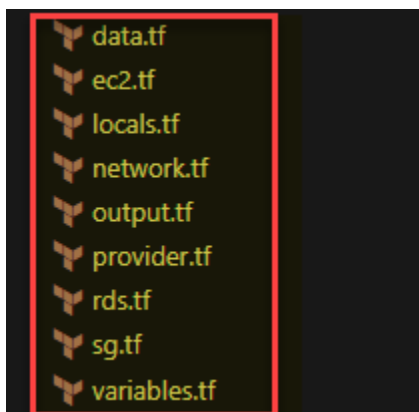 data.tf
ec2.tf
locals.tf
network.tf
output.tf
provider.tf
rds.tf
sg.tf
variables.tf